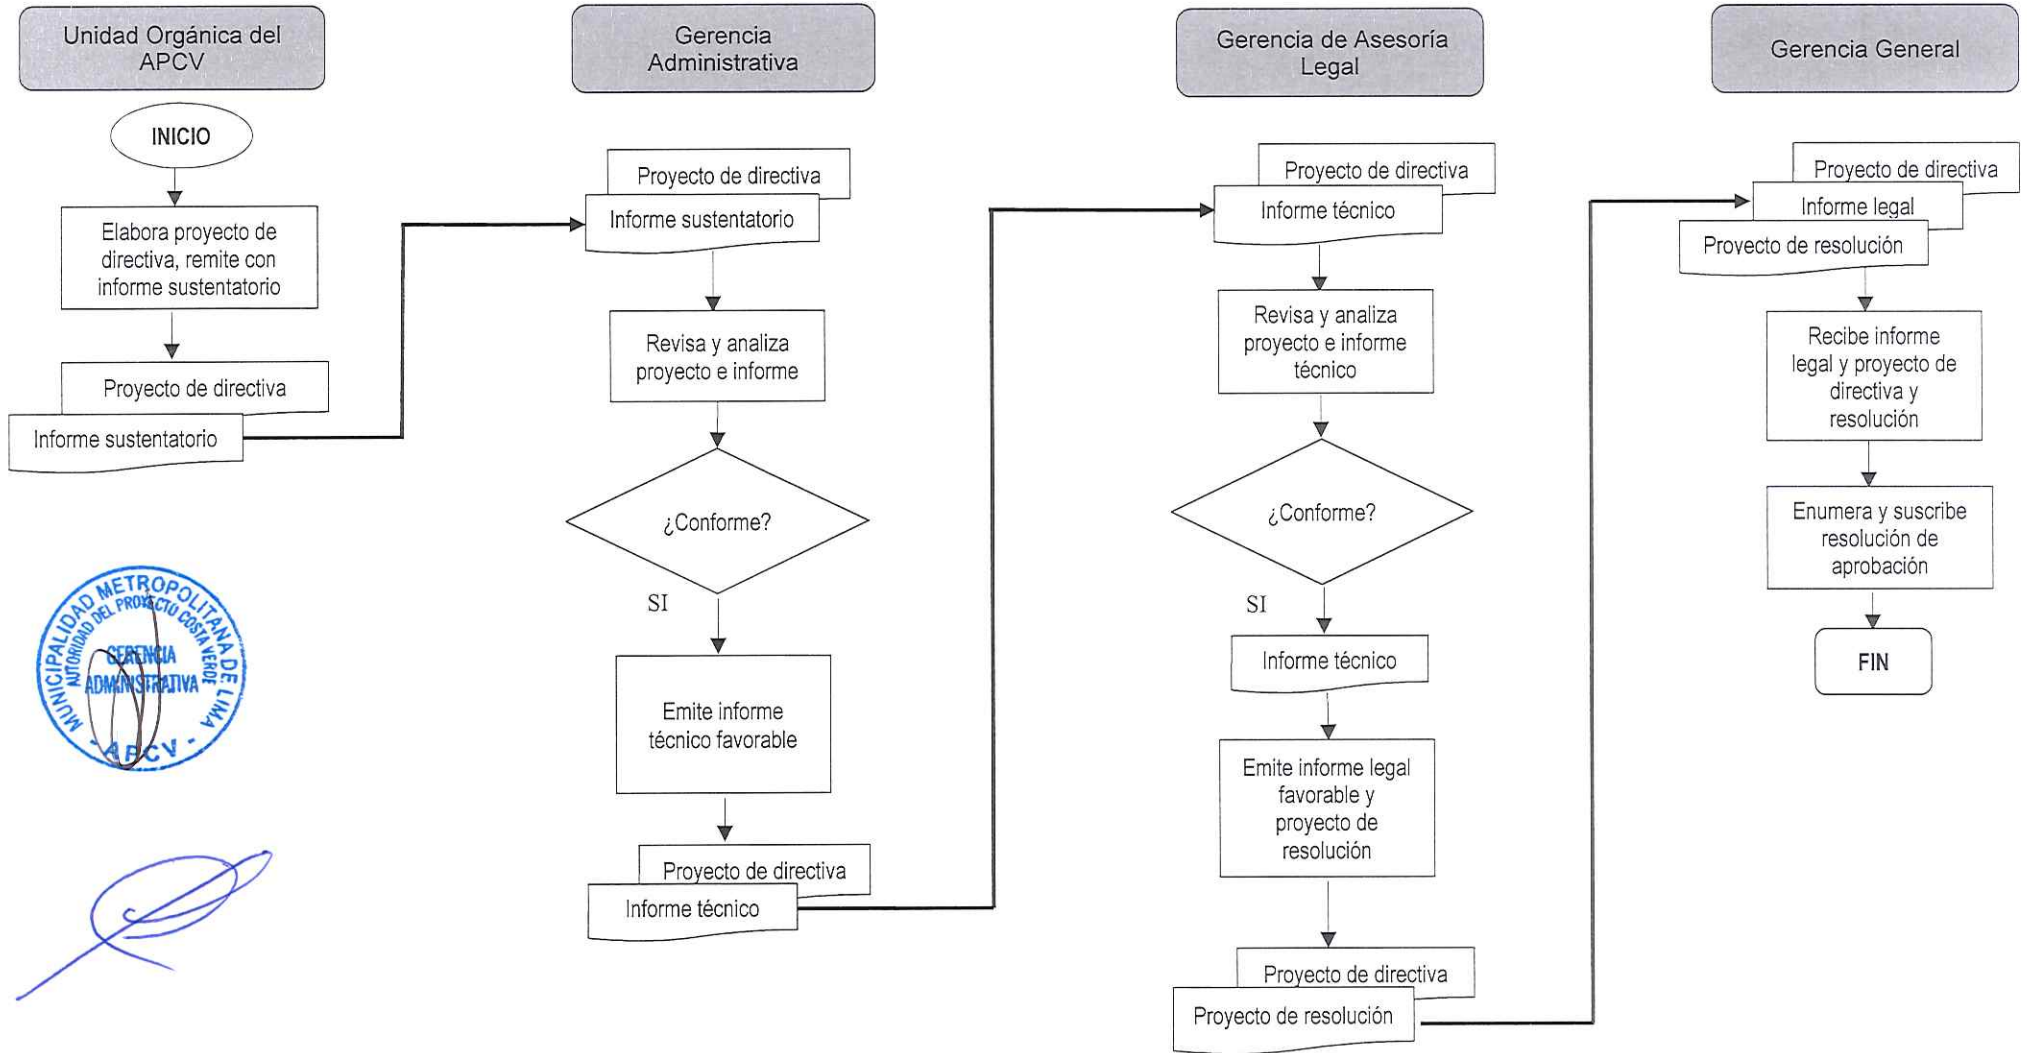 Unidad Orgánica del
APCV
INICIO
Elabora proyecto de
directiva, remite con
informe sustentatorio
Proyecto de directiva
Informe sustentatorio
MUNICIPALIDAD METROPOLITANA DE LIMA
AUTORIDAD DEL PROYECTO COSTA VERDE
GERENCIA
ADMINISTRATIVA
- APCV -
Gerencia
Administrativa
Proyecto de directiva
Informe sustentatorio
Revisa y analiza
proyecto e informe
¿Conforme?
SI
Emite informe
técnico favorable
Proyecto de directiva
Informe técnico
Gerencia de Asesoría
Legal
Proyecto de directiva
Informe técnico
Revisa y analiza
proyecto e informe
técnico
¿Conforme?
SI
Informe técnico
Emite informe legal
favorable y
proyecto de
resolución
Proyecto de directiva
Proyecto de resolución
Gerencia General
Proyecto de directiva
Informe legal
Proyecto de resolución
Recibe informe
legal y proyecto de
directiva y
resolución
Enumera y suscribe
resolución de
aprobación
FIN